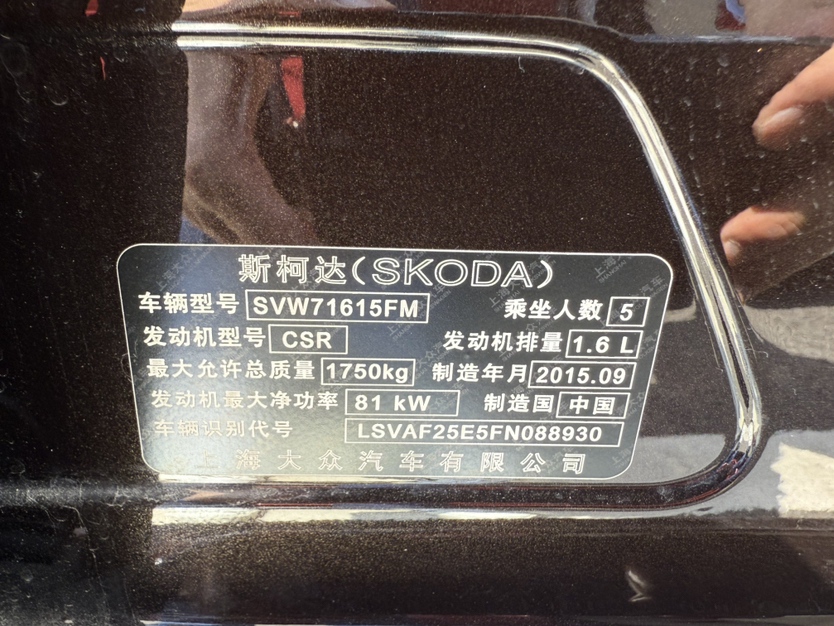 斯柯达(SKODA)
车辆型号 SVW71615FM 乘坐人数 5
发动机型号 CSR 发动机排量 1.6 L
最大允许总质量 1750kg 制造年月 2015.09
发动机最大净功率 81 kW 制造国 中国
车辆识别代号 LSVAF25E5FN088930
上海大众汽车有限公司